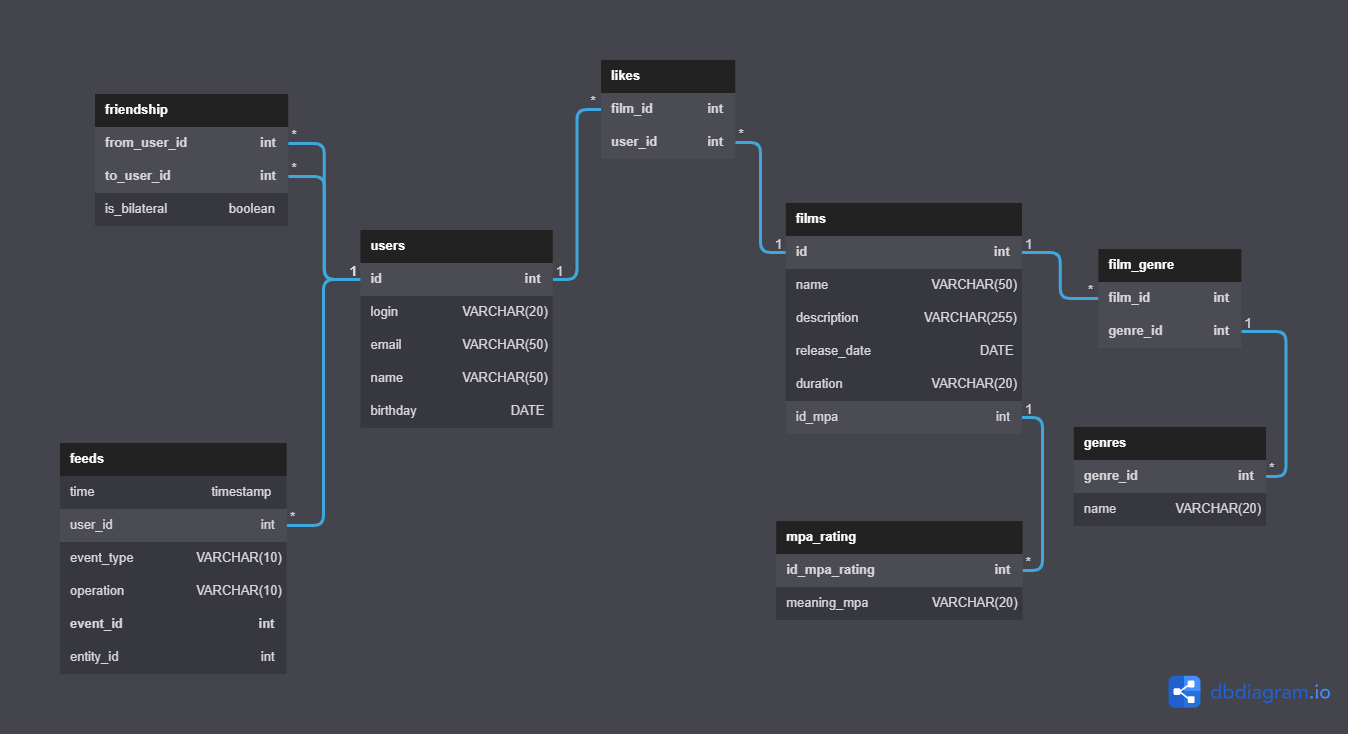 likes
film_id int
user_id int
friendship
from_user_id int
to_user_id int
is_bilateral boolean
users
id int
login VARCHAR(20)
email VARCHAR(50)
name VARCHAR(50)
birthday DATE
films
id int
name VARCHAR(50)
description VARCHAR(255)
release_date DATE
duration VARCHAR(20)
id_mpa int
film_genre
film_id int
genre_id int
genres
genre_id int
name VARCHAR(20)
feeds
time timestamp
user_id int
event_type VARCHAR(10)
operation VARCHAR(10)
event_id int
entity_id int
mpa_rating
id_mpa_rating int
meaning_mpa VARCHAR(20)
*
*
1
1
*
*
1
1
*
1
*
1
*
*
dbdiagram.io